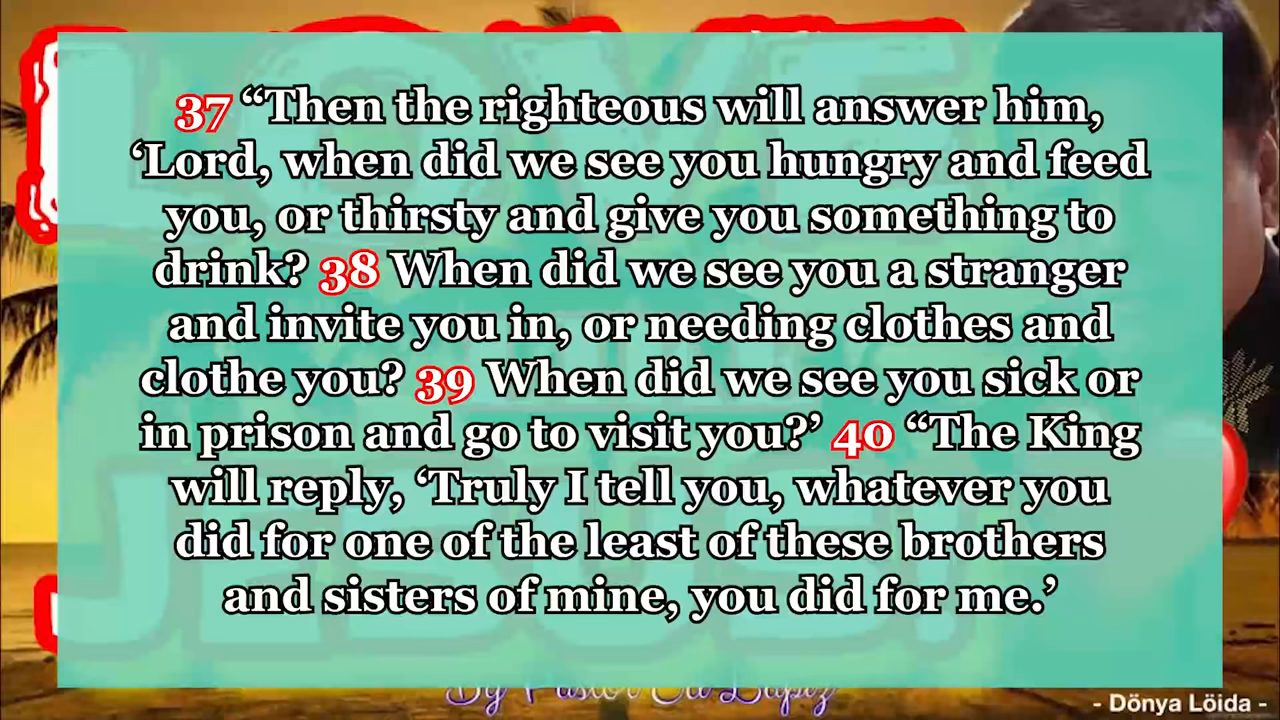 37 “Then the righteous will answer him,
‘Lord, when did we see you hungry and feed
you, or thirsty and give you something to
drink? 38 When did we see you a stranger
and invite you in, or needing clothes and
clothe you? 39 When did we see you sick or
in prison and go to visit you?’ 40 “The King
will reply, ‘Truly I tell you, whatever you
did for one of the least of these brothers
and sisters of mine, you did for me.’
- Dönya Löida -